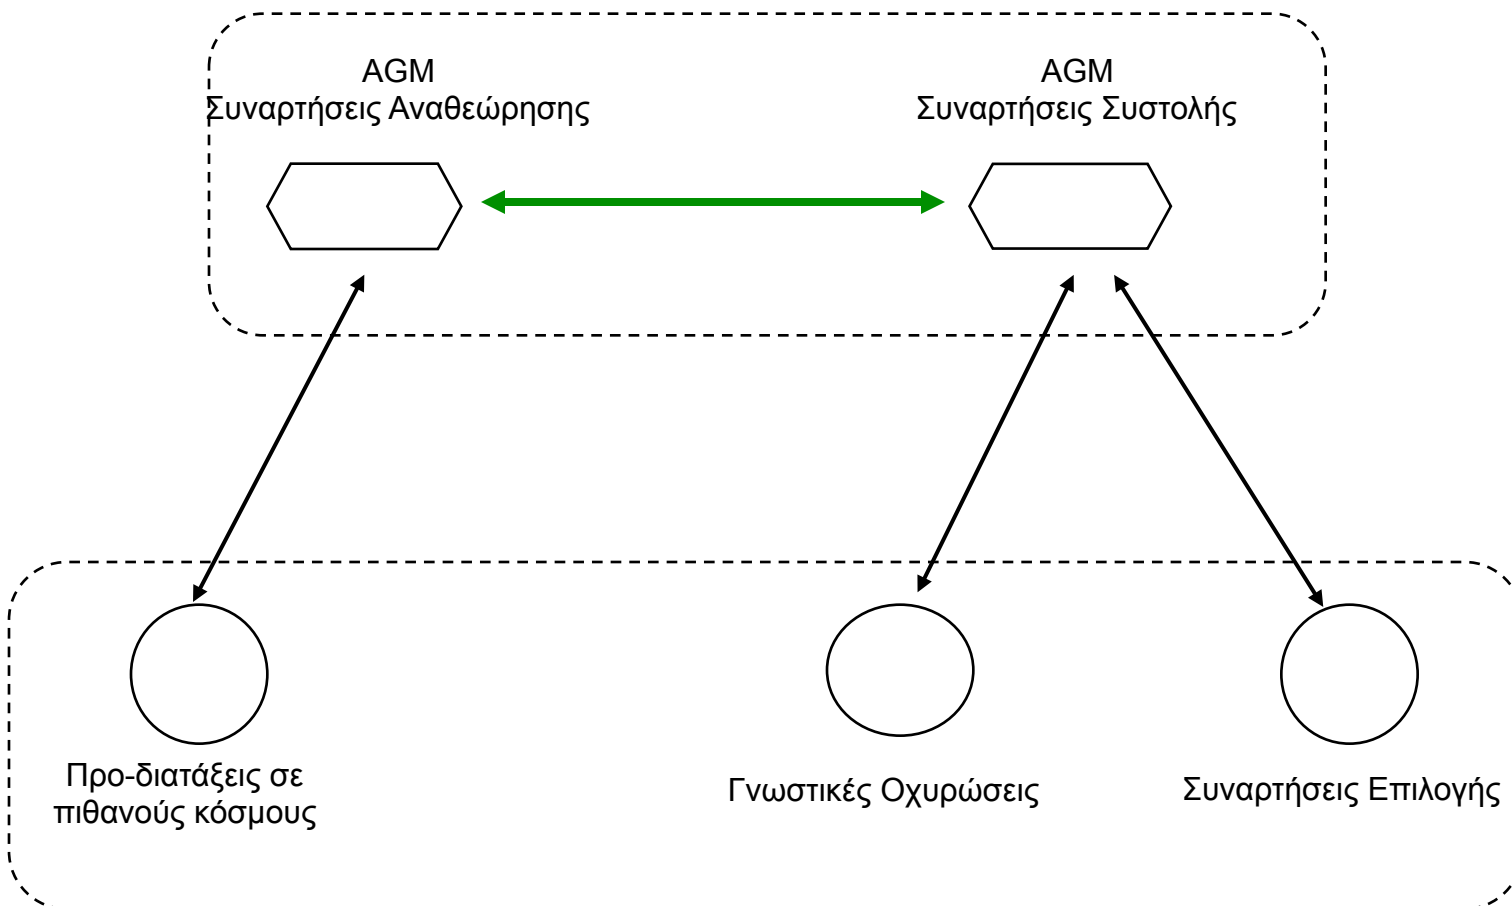 AGM
Συναρτήσεις Αναθεώρησης
AGM
Συναρτήσεις Συστολής
Προ-διατάξεις σε
πιθανούς κόσμους
Γνωστικές Οχυρώσεις
Συναρτήσεις Επιλογής